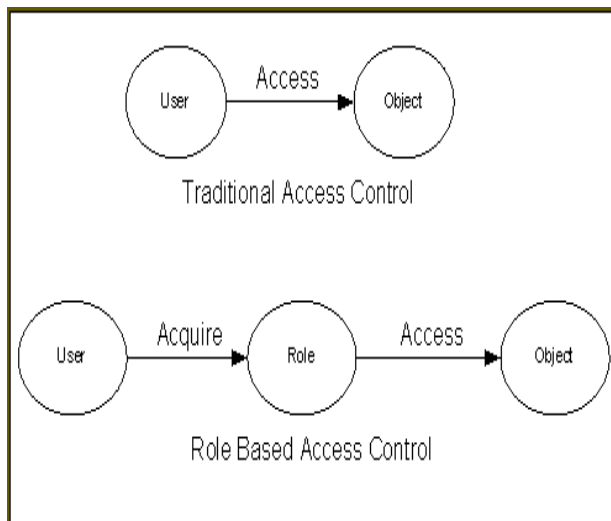 Access
User Object
Traditional Access Control
Acquire Access
User Role Object
Role Based Access Control